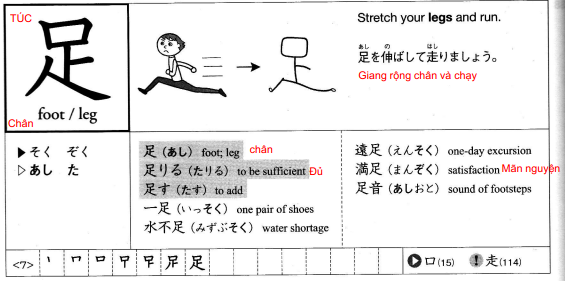 TÚC
足
foot / leg
Chân
Stretch your legs and run.
足を伸ばして走りましょう。
あし の はし
Giang rộng chân và chạy
▶そく ぞく
▷あし た
足（あし）foot; leg chân
足りる（たりる）to be sufficient Đủ
足す（たす）to add
一足（いっそく）one pair of shoes
水不足（みずぶそく）water shortage
遠足（えんそく）one-day excursion
満足（まんぞく）satisfaction Mãn nguyện
足音（あしおと）sound of footsteps
<7> 足
口(15) 走(114)